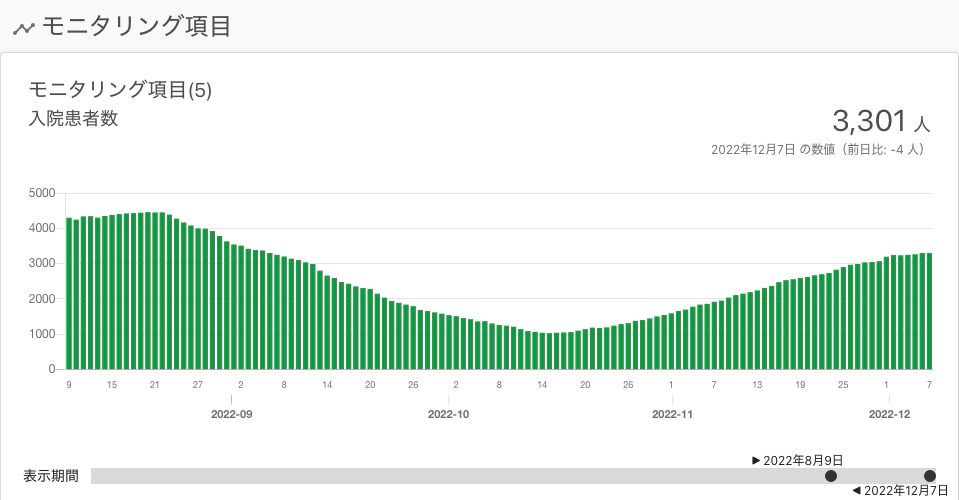 モニタリング項目
モニタリング項目(5)
入院患者数
3,301 人
2022年12月7日 の数値（前日比: -4 人）
5000
4000
3000
2000
1000
0
9 15 21 27 2 8 14 20 26 2 8 14 20 26 1 7 13 19 25 1 7
2022-09 2022-10 2022-11 2022-12
▶ 2022年8月9日
表示期間
◀ 2022年12月7日